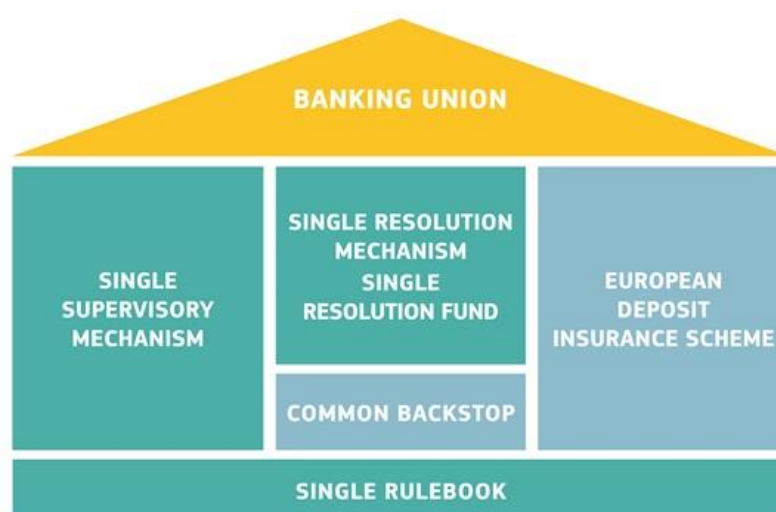 BANKING UNION
SINGLE
SUPERVISORY
MECHANISM
SINGLE RESOLUTION
MECHANISM
SINGLE
RESOLUTION FUND
COMMON BACKSTOP
EUROPEAN
DEPOSIT
INSURANCE SCHEME
SINGLE RULEBOOK